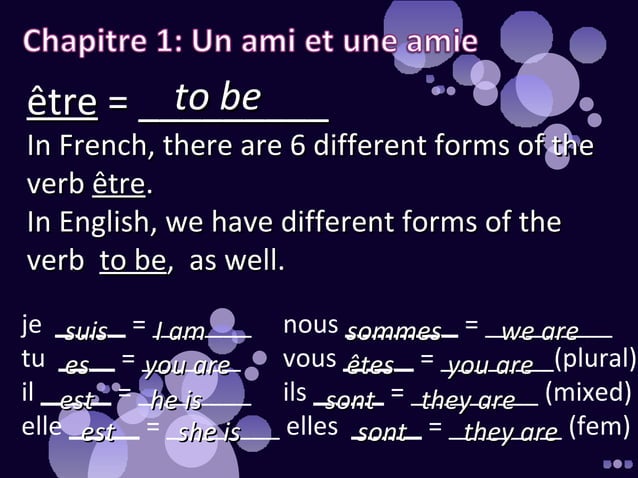 Chapitre 1: Un ami et une amie
être = to be
In French, there are 6 different forms of the
verb être.
In English, we have different forms of the
verb to be, as well.
je suis = I am
tu es = you are
il est = he is
elle est = she is
nous sommes = we are
vous êtes = you are (plural)
ils sont = they are (mixed)
elles sont = they are (fem)